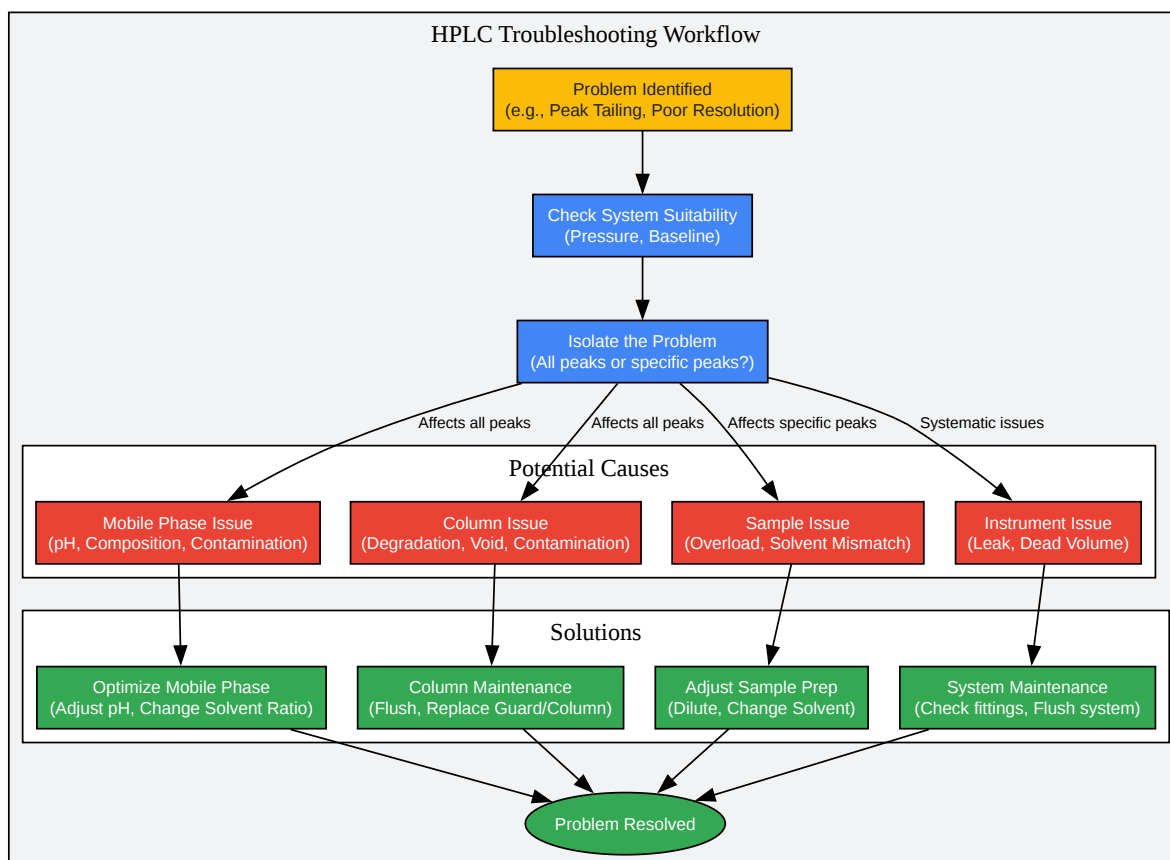 HPLC Troubleshooting Workflow
Problem Identified
(e.g., Peak Tailing, Poor Resolution)
Check System Suitability
(Pressure, Baseline)
Isolate the Problem
(All peaks or specific peaks?)
Affects all peaks
Affects all peaks
Affects specific peaks
Systematic issues
Potential Causes
Mobile Phase Issue
(pH, Composition, Contamination)
Column Issue
(Degradation, Void, Contamination)
Sample Issue
(Overload, Solvent Mismatch)
Instrument Issue
(Leak, Dead Volume)
Solutions
Optimize Mobile Phase
(Adjust pH, Change Solvent Ratio)
Column Maintenance
(Flush, Replace Guard/Column)
Adjust Sample Prep
(Dilute, Change Solvent)
System Maintenance
(Check fittings, Flush system)
Problem Resolved